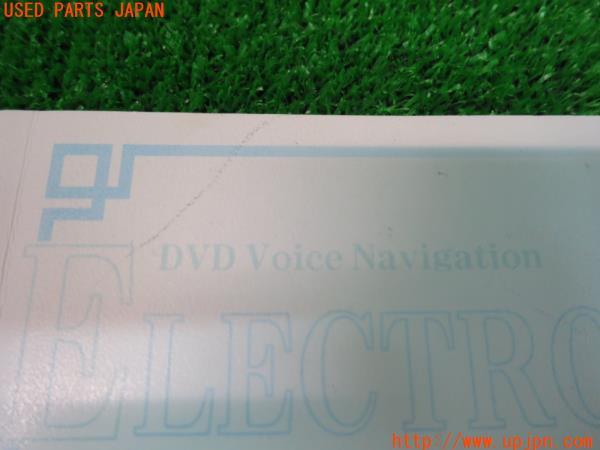 USED PARTS JAPAN
DVD Voice Navigation
ELECTRO
http://www.upjpn.com